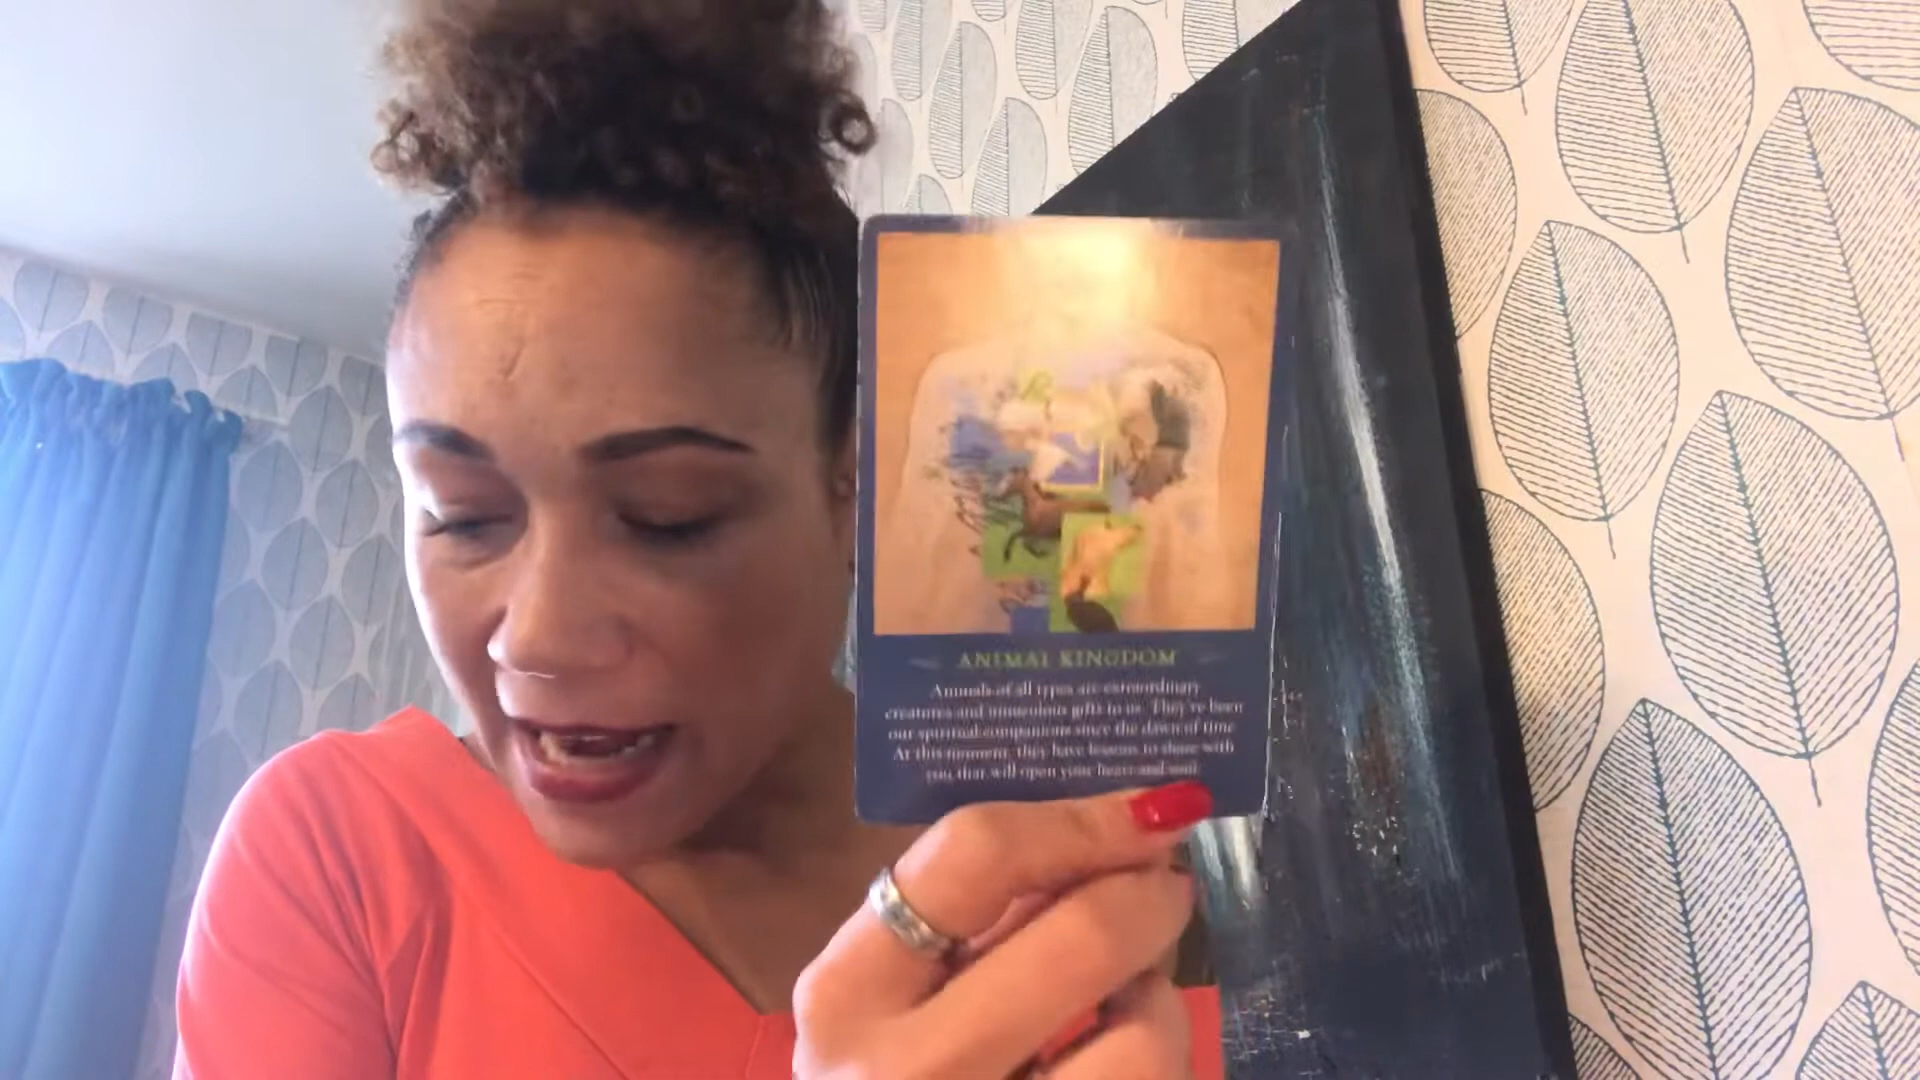 ANIMAL KINGDOM
Animals of all types are extraordinary
creatures and tremendous gifts to us. They've been
our spiritual companions since the dawn of time
At this moment, they have lessons to share with
you that will open your heart and soul.